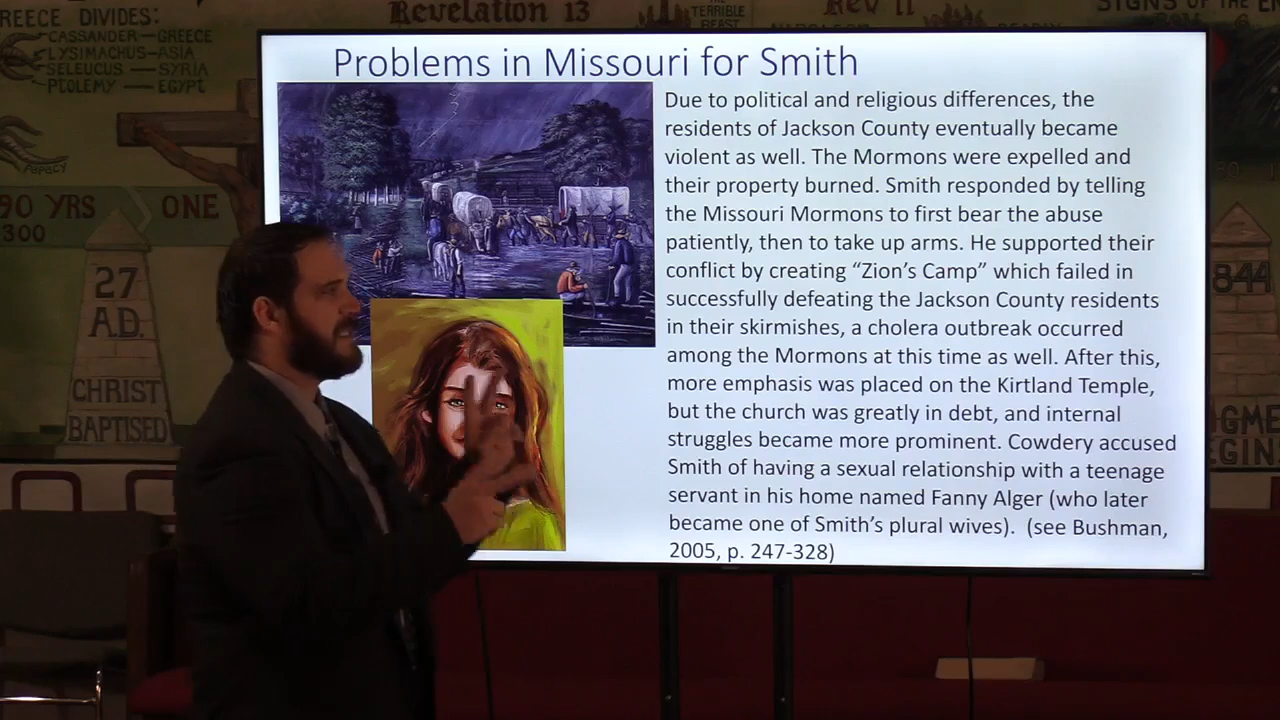 REECE DIVIDES:
CASSANDER—GREECE
LYSIMACHUS—ASIA
SELEUCUS—SYRIA
PTOLEMY—EGYPT
Revelation 13
TERRIBLE
BEAST
Rev 11
SIGNS OF THE
PAPACY
90 YRS
ONE
300
27
A.D.
CHRIST
BAPTISED
Problems in Missouri for Smith
Due to political and religious differences, the
residents of Jackson County eventually became
violent as well. The Mormons were expelled and
their property burned. Smith responded by telling
the Missouri Mormons to first bear the abuse
patiently, then to take up arms. He supported their
conflict by creating “Zion’s Camp” which failed in
successfully defeating the Jackson County residents
in their skirmishes, a cholera outbreak occurred
among the Mormons at this time as well. After this,
more emphasis was placed on the Kirtland Temple,
but the church was greatly in debt, and internal
struggles became more prominent. Cowdery accused
Smith of having a sexual relationship with a teenage
servant in his home named Fanny Alger (who later
became one of Smith’s plural wives).  (see Bushman,
2005, p. 247-328)
844
GME
EGIN